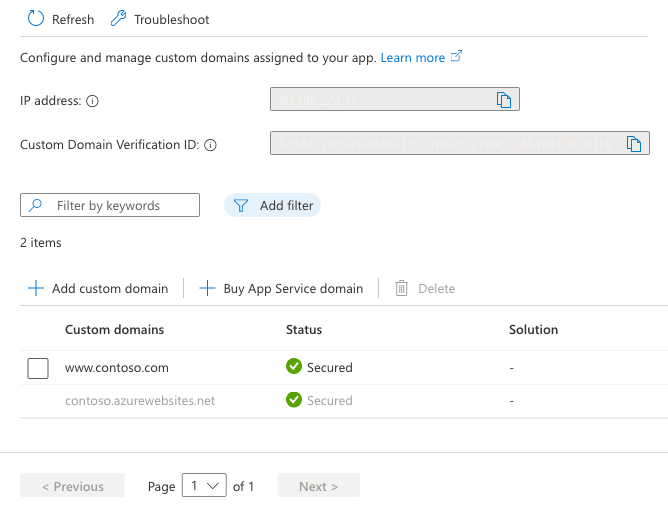 Refresh Troubleshoot
Configure and manage custom domains assigned to your app. Learn more
IP address:
Custom Domain Verification ID:
Filter by keywords Add filter
2 items
Add custom domain Buy App Service domain Delete
Custom domains Status Solution
www.contoso.com Secured -
contoso.azurewebsites.net Secured -
< Previous Page 1 of 1 Next >